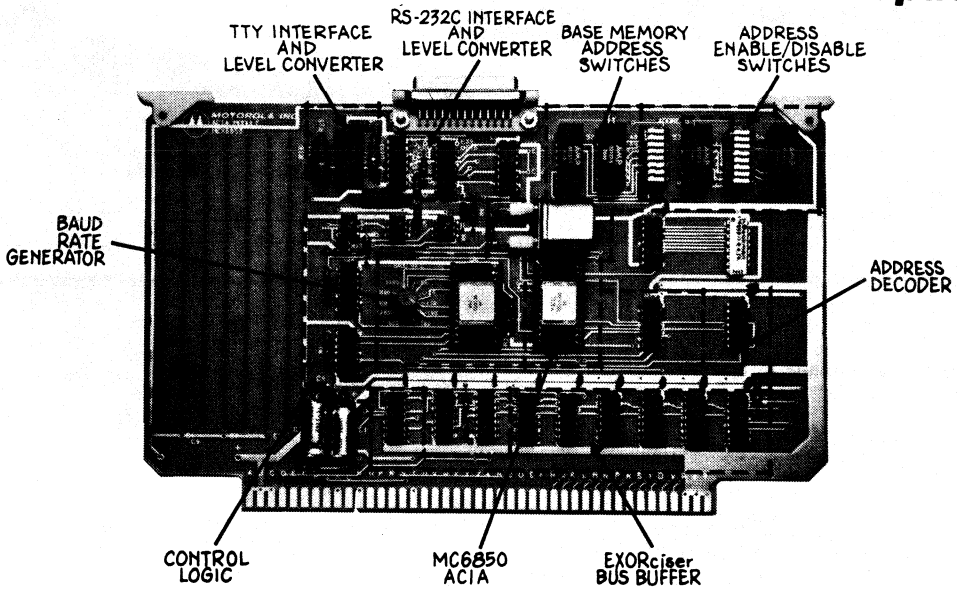 TTY INTERFACE
AND
LEVEL CONVERTER
RS-232C INTERFACE
AND
LEVEL CONVERTER
BASE MEMORY
ADDRESS
SWITCHES
ADDRESS
ENABLE/DISABLE
SWITCHES
MOTOROLA INC
BAUD
RATE
GENERATOR
ADDRESS
DECODER
CONTROL
LOGIC
MC6850
ACIA
EXORciser
BUS BUFFER